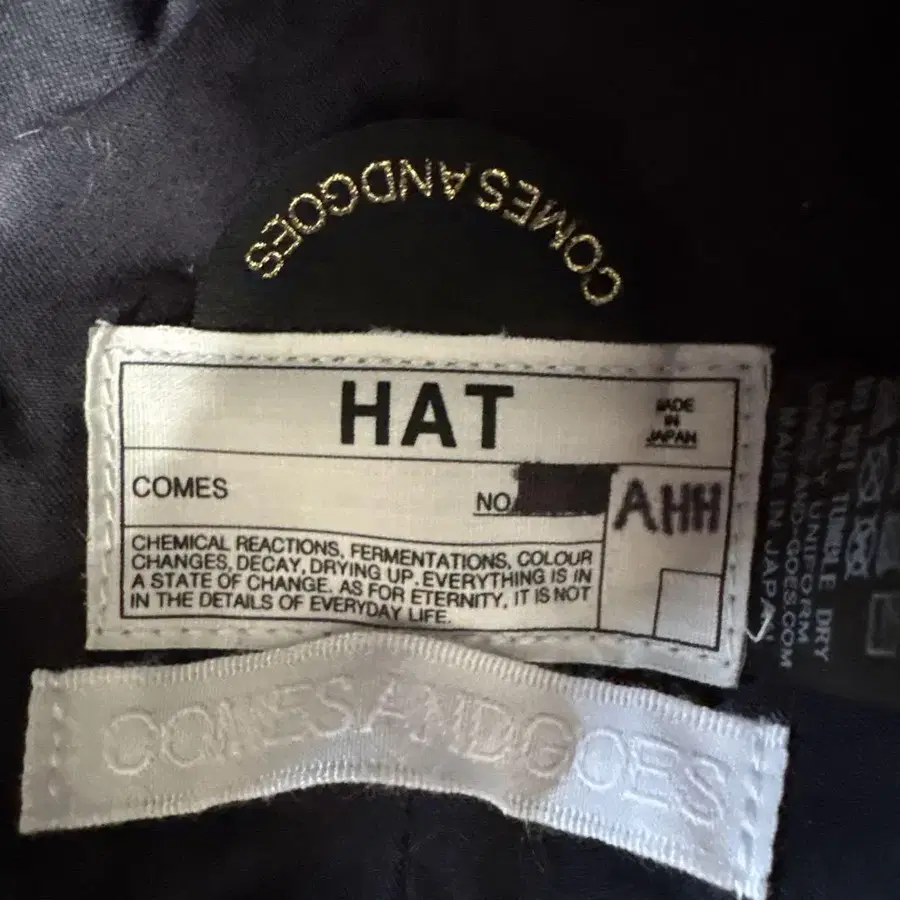 COMES ANDGOES
HAT
MADE
IN
JAPAN
COMES
NO
AHH
CHEMICAL REACTIONS, FERMENTATIONS, COLOUR
CHANGES, DECAY, DRYING UP. EVERYTHING IS IN
A STATE OF CHANGE. AS FOR ETERNITY, IT IS NOT
IN THE DETAILS OF EVERYDAY LIFE.
COMESANDGOES
TUMBLE DRY
UNIFORM
AND-GOES.COM
MADE IN JAPAN